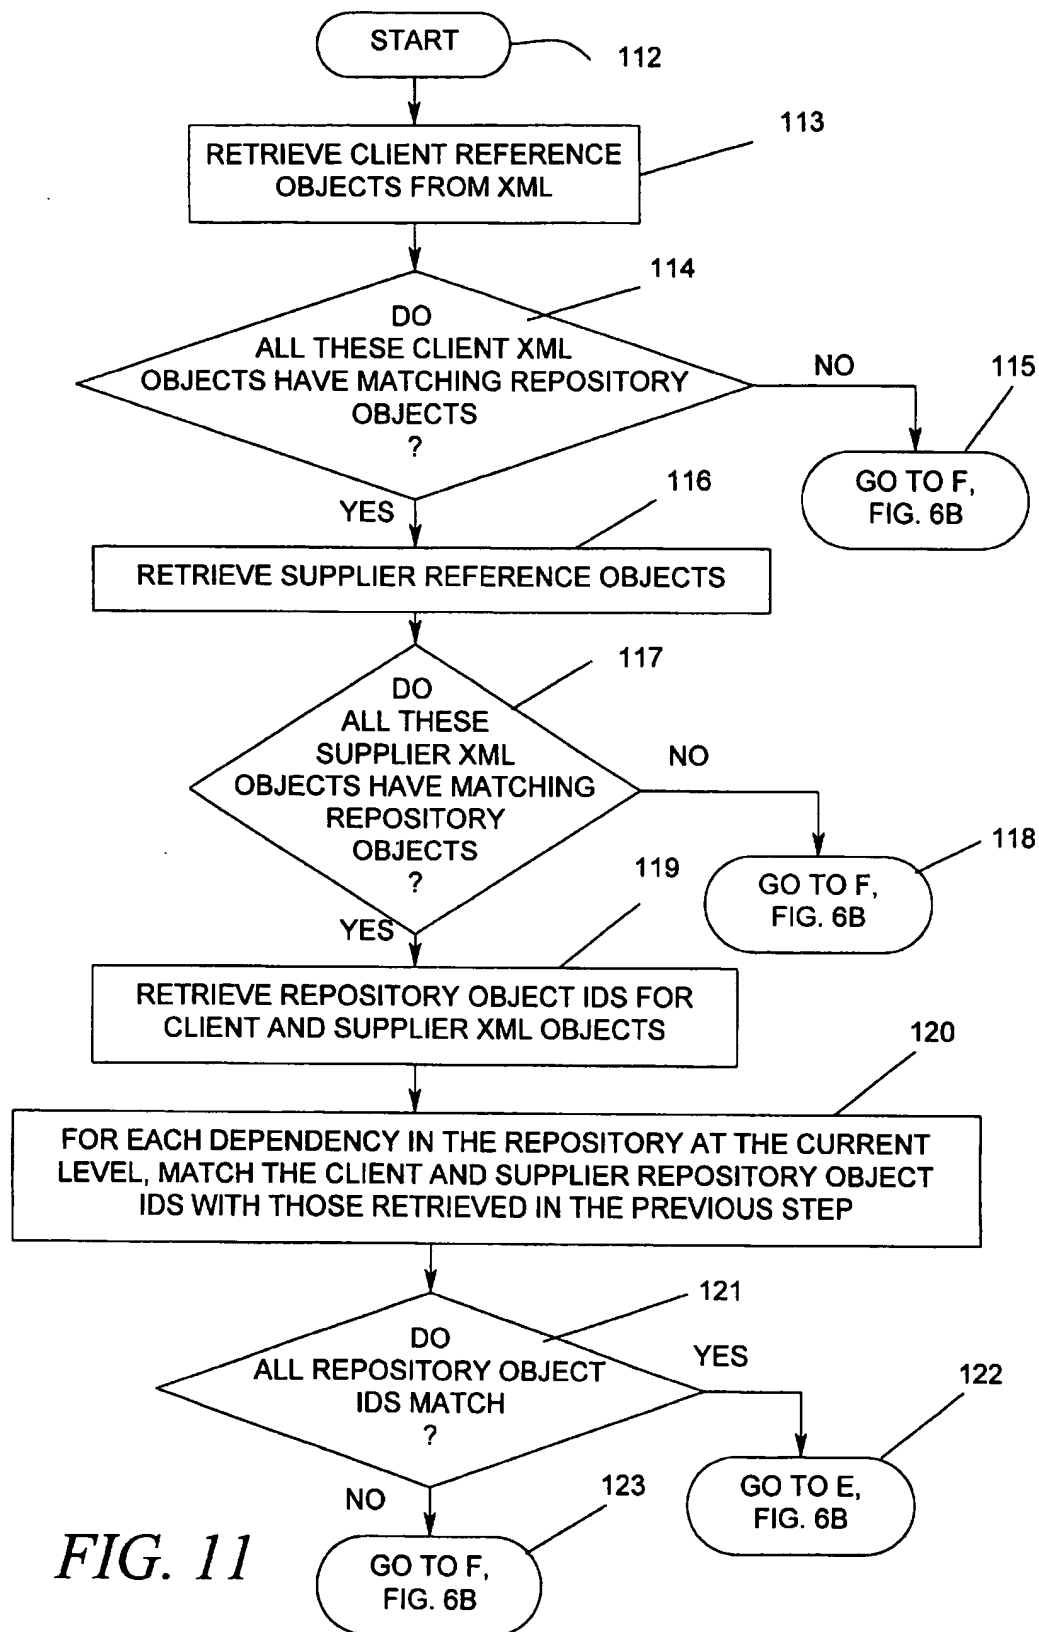 START
112
113
RETRIEVE CLIENT REFERENCE
OBJECTS FROM XML
114
DO
ALL THESE CLIENT XML
OBJECTS HAVE MATCHING REPOSITORY
OBJECTS
?
NO
115
GO TO F,
FIG. 6B
YES
116
RETRIEVE SUPPLIER REFERENCE OBJECTS
117
DO
ALL THESE
SUPPLIER XML
OBJECTS HAVE MATCHING
REPOSITORY
OBJECTS
?
NO
118
GO TO F,
FIG. 6B
119
YES
RETRIEVE REPOSITORY OBJECT IDS FOR
CLIENT AND SUPPLIER XML OBJECTS
120
FOR EACH DEPENDENCY IN THE REPOSITORY AT THE CURRENT
LEVEL, MATCH THE CLIENT AND SUPPLIER REPOSITORY OBJECT
IDS WITH THOSE RETRIEVED IN THE PREVIOUS STEP
121
DO
ALL REPOSITORY OBJECT
IDS MATCH
?
YES
122
GO TO E,
FIG. 6B
NO
123
GO TO F,
FIG. 6B
FIG. 11